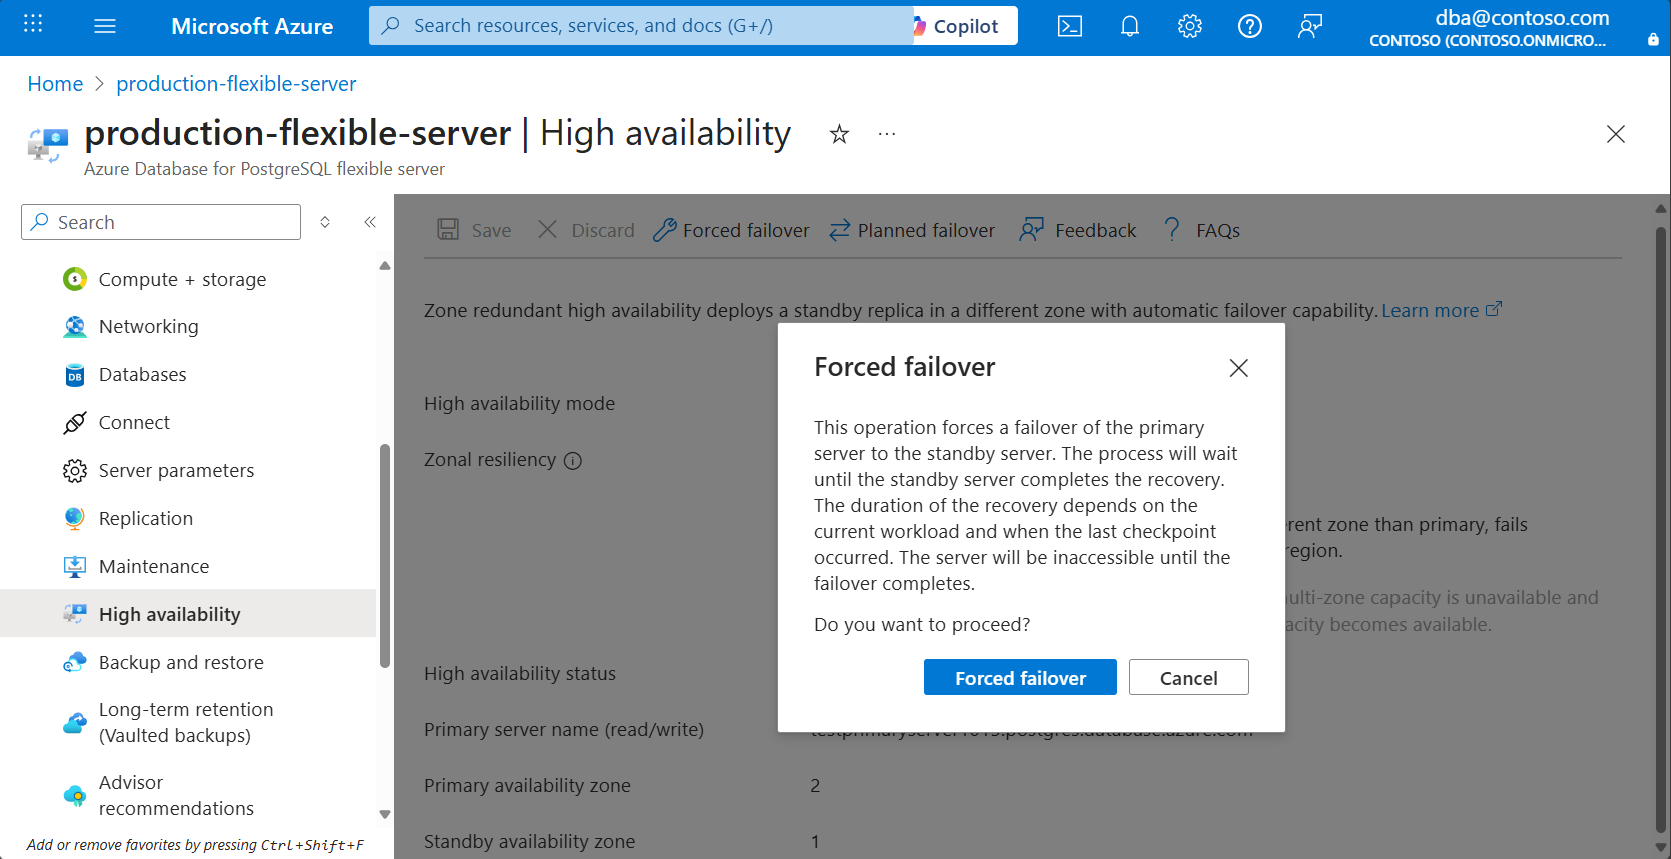 Microsoft Azure
Search resources, services, and docs (G+/)
Copilot
dba@contoso.com
CONTOSO (CONTOSO.ONMICRO...
Home > production-flexible-server
production-flexible-server | High availability
Azure Database for PostgreSQL flexible server
Search
Compute + storage
Networking
Databases
Connect
Server parameters
Replication
Maintenance
High availability
Backup and restore
Long-term retention
(Vaulted backups)
Advisor
recommendations
Add or remove favorites by pressing Ctrl+Shift+F
Save Discard Forced failover Planned failover Feedback FAQs
Zone redundant high availability deploys a standby replica in a different zone with automatic failover capability. Learn more
High availability mode
Zonal resiliency
zone than primary, fails
region.
capacity is unavailable and
becomes available.
High availability status
Primary server name (read/write)
Primary availability zone 2
Standby availability zone 1
Forced failover
This operation forces a failover of the primary
server to the standby server. The process will wait
until the standby server completes the recovery.
The duration of the recovery depends on the
current workload and when the last checkpoint
occurred. The server will be inaccessible until the
failover completes.
Do you want to proceed?
Forced failover Cancel